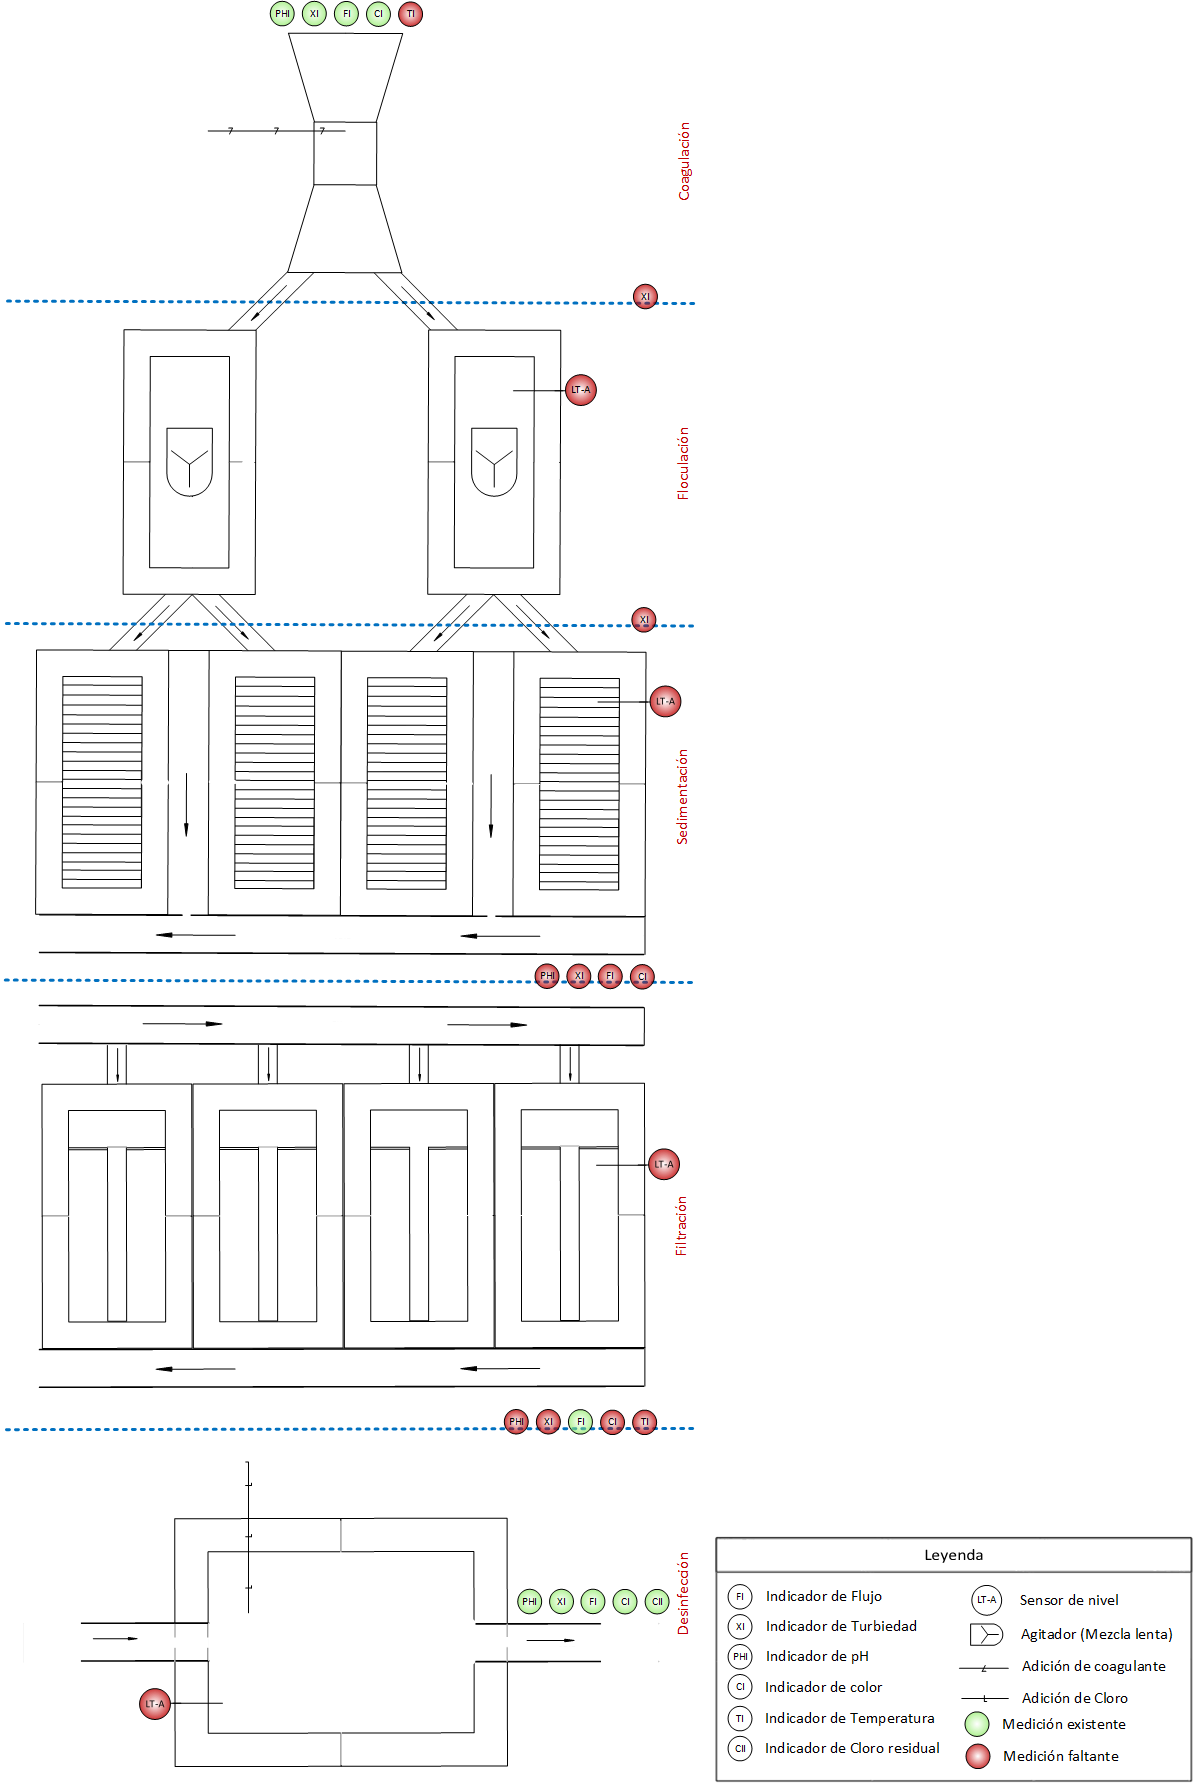 PHI XI FI CI TI
Coagulación
XI
LT-A
Floculación
XI
LT-A
Sedimentación
PHI XI FI CI
LT-A
Filtración
PHI XI FI CI TI
Desinfección
PHI XI FI CI CII
LT-A
Leyenda
FI Indicador de Flujo
XI Indicador de Turbiedad
PHI Indicador de pH
CI Indicador de color
TI Indicador de Temperatura
CII Indicador de Cloro residual
LT-A Sensor de nivel
Agitador (Mezcla lenta)
Adición de coagulante
Adición de Cloro
Medición existente
Medición faltante